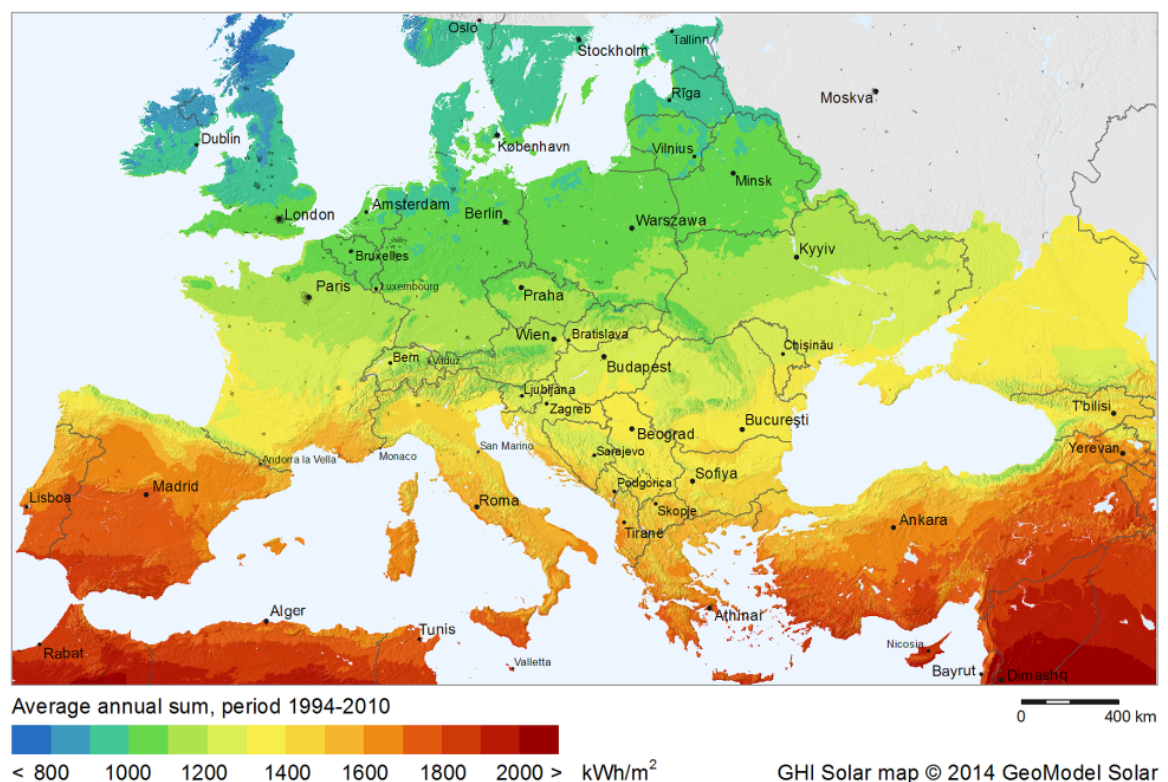 Oslo
Stockholm
Tallinn
Rīga
Moskva
Dublin
København
Vilnius
Minsk
London
Amsterdam
Berlin
Warszawa
Bruxelles
Kyyiv
Paris
Luxembourg
Praha
Wien
Bratislava
Chișinău
Bern
Vaduz
Budapest
Ljubljana
Zagreb
T'bilisi
București
Beograd
San Marino
Monaco
Sarajevo
Yerevan
Andorra la Vella
Madrid
Sofiya
Podgorica
Lisboa
Roma
Skopje
Tiranë
Ankara
Alger
Athinai
Tunis
Nicosia
Rabat
Valletta
Bayrut
Dimashq
Average annual sum, period 1994-2010
0 400 km
< 800 1000 1200 1400 1600 1800 2000 > kWh/m²
GHI Solar map © 2014 GeoModel Solar